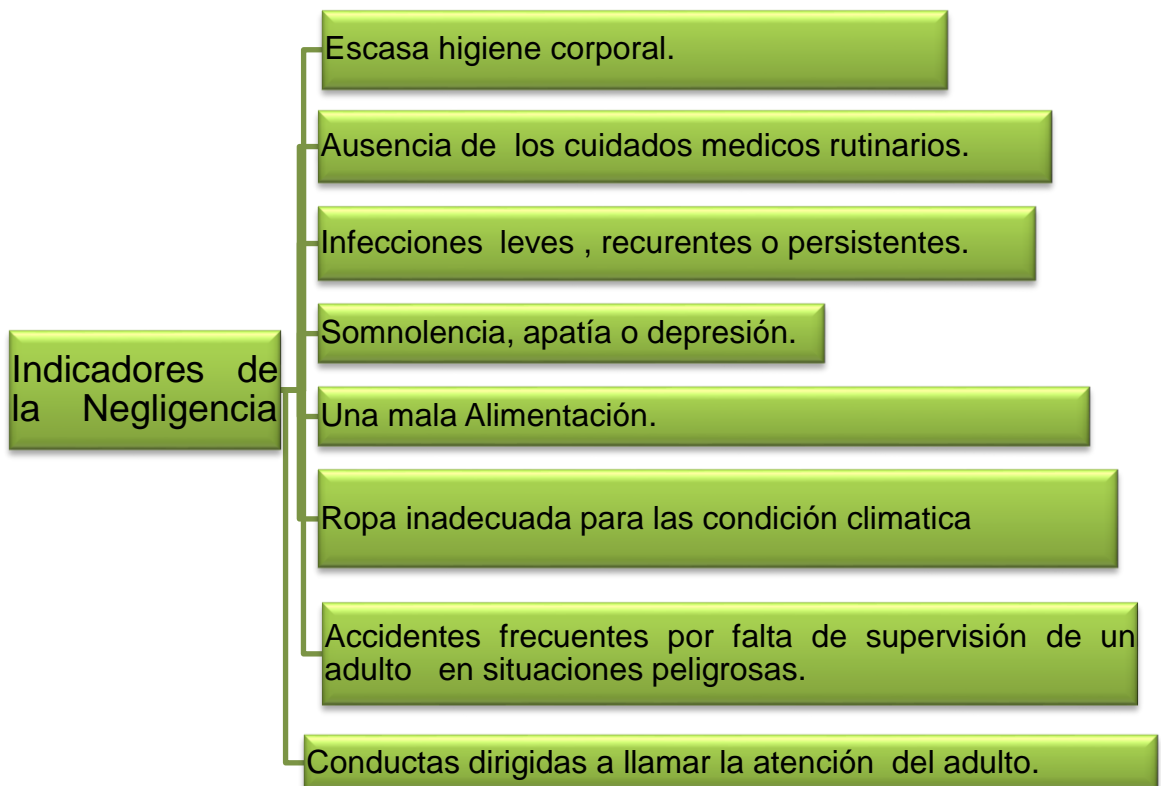 Escasa higiene corporal.
Ausencia de los cuidados medicos rutinarios.
Infecciones leves , recurentes o persistentes.
Somnolencia, apatía o depresión.
Indicadores de
la Negligencia
Una mala Alimentación.
Ropa inadecuada para las condición climatica
Accidentes frecuentes por falta de supervisión de un
adulto en situaciones peligrosas.
Conductas dirigidas a llamar la atención del adulto.